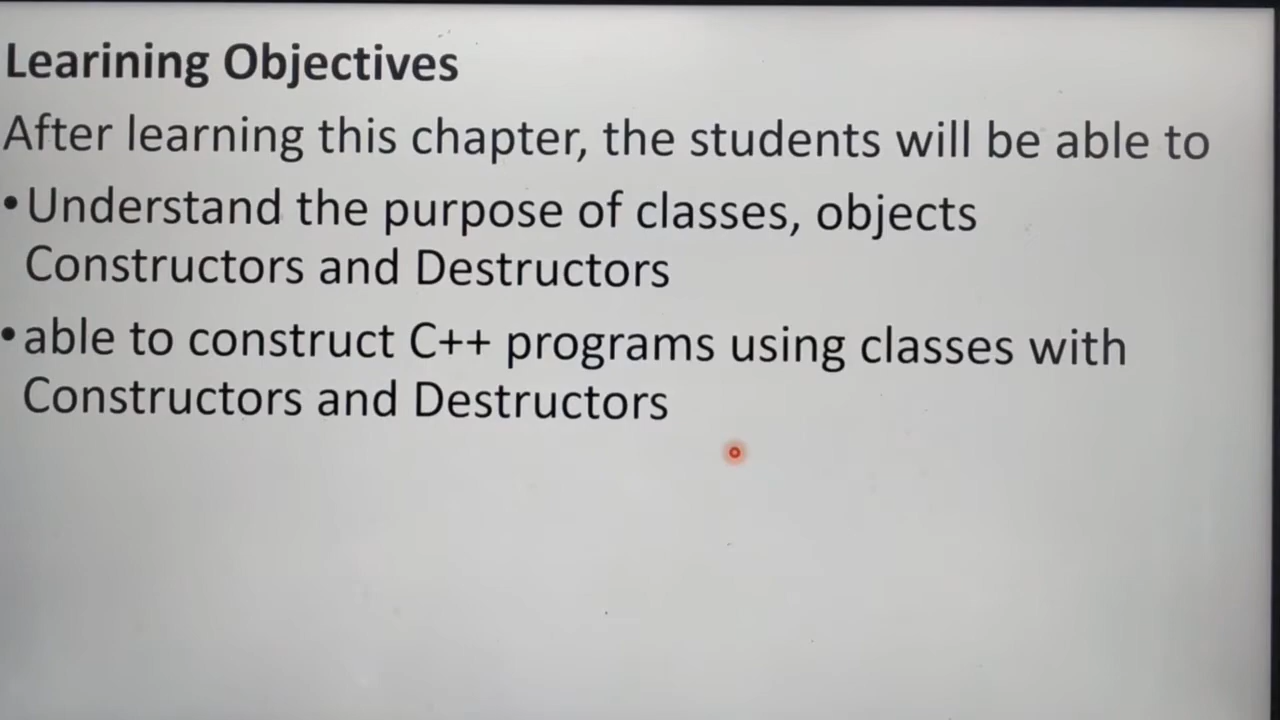 Learining Objectives
After learning this chapter, the students will be able to
•Understand the purpose of classes, objects
Constructors and Destructors
•able to construct C++ programs using classes with
Constructors and Destructors